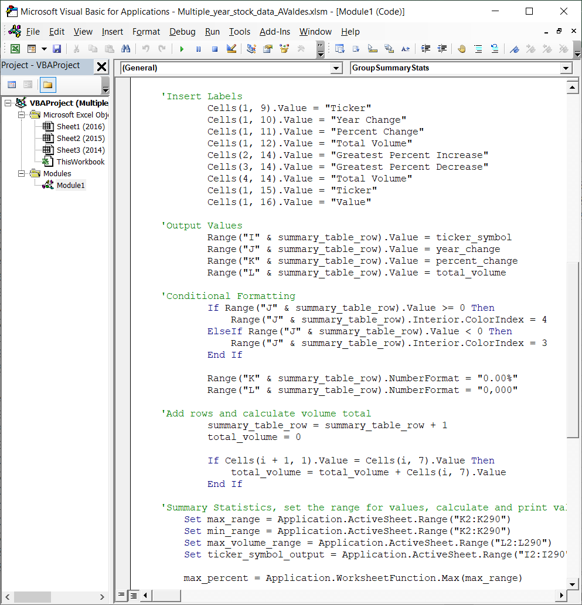 Microsoft Visual Basic for Applications - Multiple_year_stock_data_AValdes.xlsm - [Module1 (Code)]
File Edit View Insert Format Debug Run Tools Add-Ins Window Help
Project - VBAProject
(General)
GroupSummaryStats
VBAProject (Multiple
Microsoft Excel Obj
Sheet1 (2016)
Sheet2 (2015)
Sheet3 (2014)
ThisWorkbook
Modules
Module1
'Insert Labels
Cells(1, 9).Value = "Ticker"
Cells(1, 10).Value = "Year Change"
Cells(1, 11).Value = "Percent Change"
Cells(1, 12).Value = "Total Volume"
Cells(2, 14).Value = "Greatest Percent Increase"
Cells(3, 14).Value = "Greatest Percent Decrease"
Cells(4, 14).Value = "Total Volume"
Cells(1, 15).Value = "Ticker"
Cells(1, 16).Value = "Value"
'Output Values
Range("I" & summary_table_row).Value = ticker_symbol
Range("J" & summary_table_row).Value = year_change
Range("K" & summary_table_row).Value = percent_change
Range("L" & summary_table_row).Value = total_volume
'Conditional Formatting
If Range("J" & summary_table_row).Value >= 0 Then
Range("J" & summary_table_row).Interior.ColorIndex = 4
ElseIf Range("J" & summary_table_row).Value < 0 Then
Range("J" & summary_table_row).Interior.ColorIndex = 3
End If
Range("K" & summary_table_row).NumberFormat = "0.00%"
Range("L" & summary_table_row).NumberFormat = "0,000"
'Add rows and calculate volume total
summary_table_row = summary_table_row + 1
total_volume = 0
If Cells(i + 1, 1).Value = Cells(i, 7).Value Then
total_volume = total_volume + Cells(i, 7).Value
End If
'Summary Statistics, set the range for values, calculate and print val
Set max_range = Application.ActiveSheet.Range("K2:K290")
Set min_range = Application.ActiveSheet.Range("K2:K290")
Set max_volume_range = Application.ActiveSheet.Range("L2:L290")
Set ticker_symbol_output = Application.ActiveSheet.Range("I2:I290"
max_percent = Application.WorksheetFunction.Max(max_range)